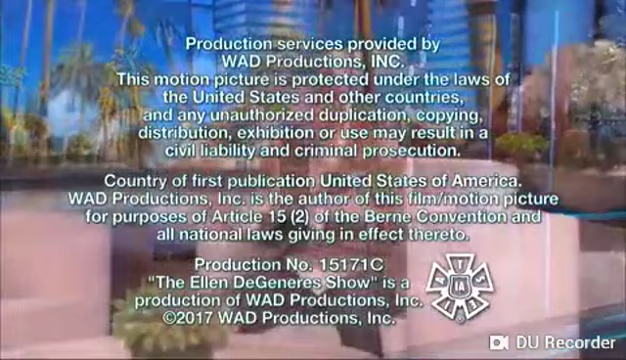 Production services provided by
WAD Productions, INC.
This motion picture is protected under the laws of
the United States and other countries,
and any unauthorized duplication, copying,
distribution, exhibition or use may result in a
civil liability and criminal prosecution.
Country of first publication United States of America.
WAD Productions, Inc. is the author of this film/motion picture
for purposes of Article 15 (2) of the Berne Convention and
all national laws giving in effect thereto.
Production No. 15171C
"The Ellen DeGeneres Show" is a
production of WAD Productions, Inc.
©2017 WAD Productions, Inc.
DU Recorder